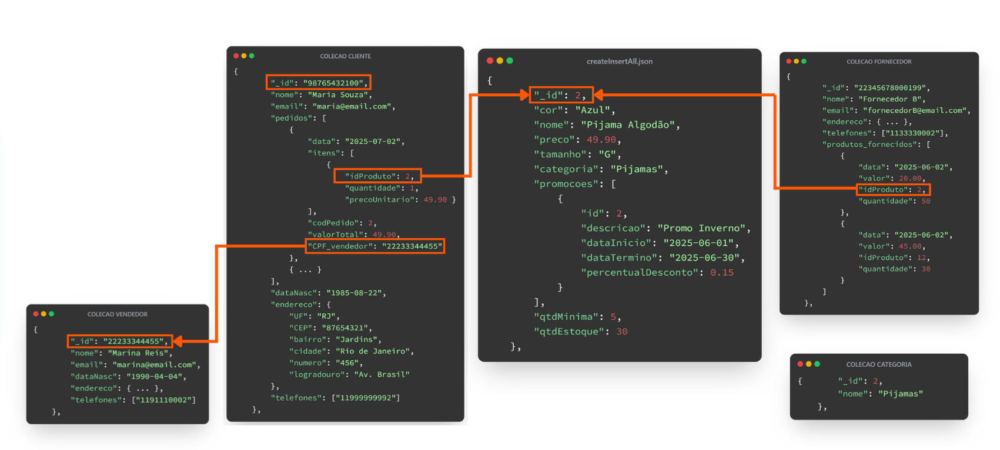 COLECAO CLIENTE
{
"_id": "98765432100",
"nome": "Maria Souza",
"email": "maria@email.com",
"pedidos": [
{
"data": "2025-07-02",
"itens": [
{
"idProduto": 2,
"quantidade": 1,
"precoUnitario": 49.90 }
],
"codPedido": 2,
"valorTotal": 49.90,
"CPF_vendedor": "22233344455"
},
{ ... }
],
"dataNasc": "1985-08-22",
"endereco": {
"UF": "RJ",
"CEP": "87654321",
"bairro": "Jardins",
"cidade": "Rio de Janeiro",
"numero": "456",
"logradouro": "Av. Brasil"
},
"telefones": ["11999999992"]
},
createInsertAll.json
{
"_id": 2,
"cor": "Azul",
"nome": "Pijama Algodão",
"preco": 49.90,
"tamanho": "G",
"categoria": "Pijamas",
"promocoes": [
{
"id": 2,
"descricao": "Promo Inverno",
"dataInicio": "2025-06-01",
"dataTermino": "2025-06-30",
"percentualDesconto": 0.15
}
],
"qtdMinima": 5,
"qtdEstoque": 30
},
COLECAO FORNECEDOR
{
"_id": "22345678000199",
"nome": "Fornecedor B",
"email": "fornecedorB@email.com",
"endereco": { ... },
"telefones": ["1133330002"],
"produtos_fornecidos": [
{
"data": "2025-06-02",
"valor": 20.00,
"idProduto": 2,
"quantidade": 50
},
{
"data": "2025-06-02",
"valor": 45.00,
"idProduto": 12,
"quantidade": 30
}
]
},
COLECAO VENDEDOR
{
"_id": "22233344455",
"nome": "Marina Reis",
"email": "marina@email.com",
"dataNasc": "1990-04-04",
"endereco": { ... },
"telefones": ["1191110002"]
},
COLECAO CATEGORIA
{ "_id": 2,
"nome": "Pijamas"
},